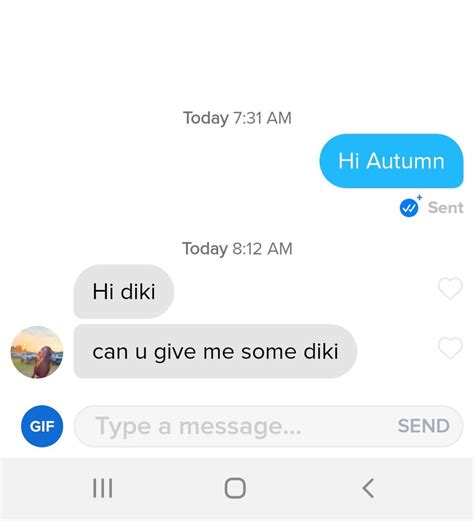 Today 7:31 AM
Hi Autumn
Sent
Today 8:12 AM
Hi diki
can u give me some diki
GIF Type a message... SEND